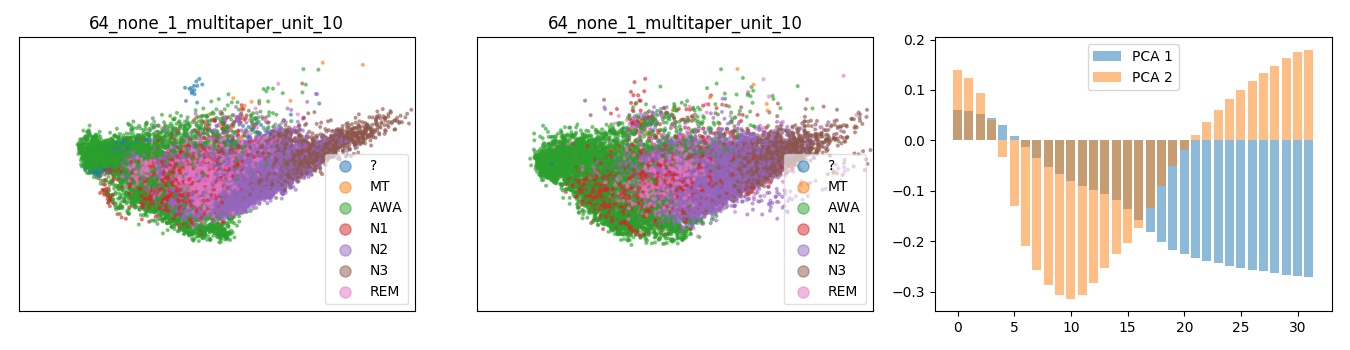 64_none_1_multitaper_unit_10
?
MT
AWA
N1
N2
N3
REM
64_none_1_multitaper_unit_10
?
MT
AWA
N1
N2
N3
REM
0.2
0.1
0.0
−0.1
−0.2
−0.3
PCA 1
PCA 2
0 5 10 15 20 25 30